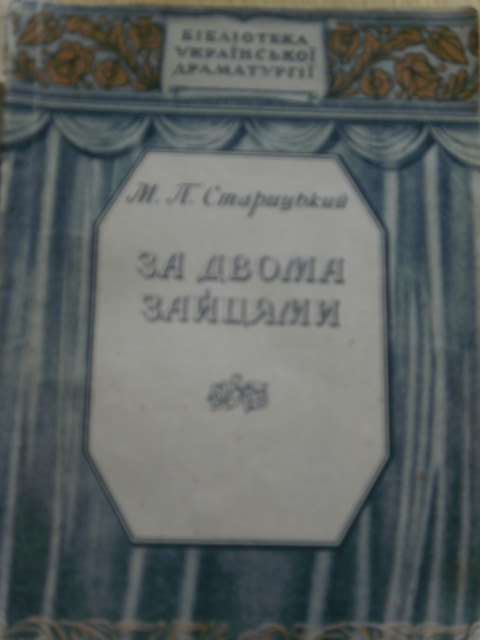 БІБЛІОТЕКА
УКРАЇНСЬКОЇ
ДРАМАТУРГІЇ
М. П. Старицький
ЗА ДВОМА
ЗАЙЦЯМИ